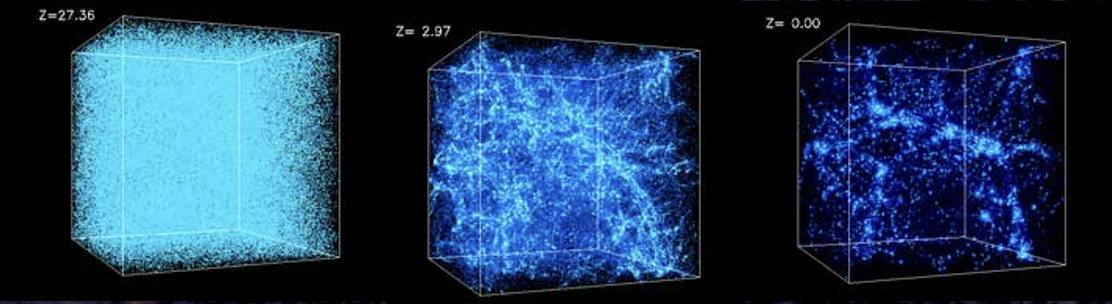 Z=27.36
Z= 2.97
Z= 0.00